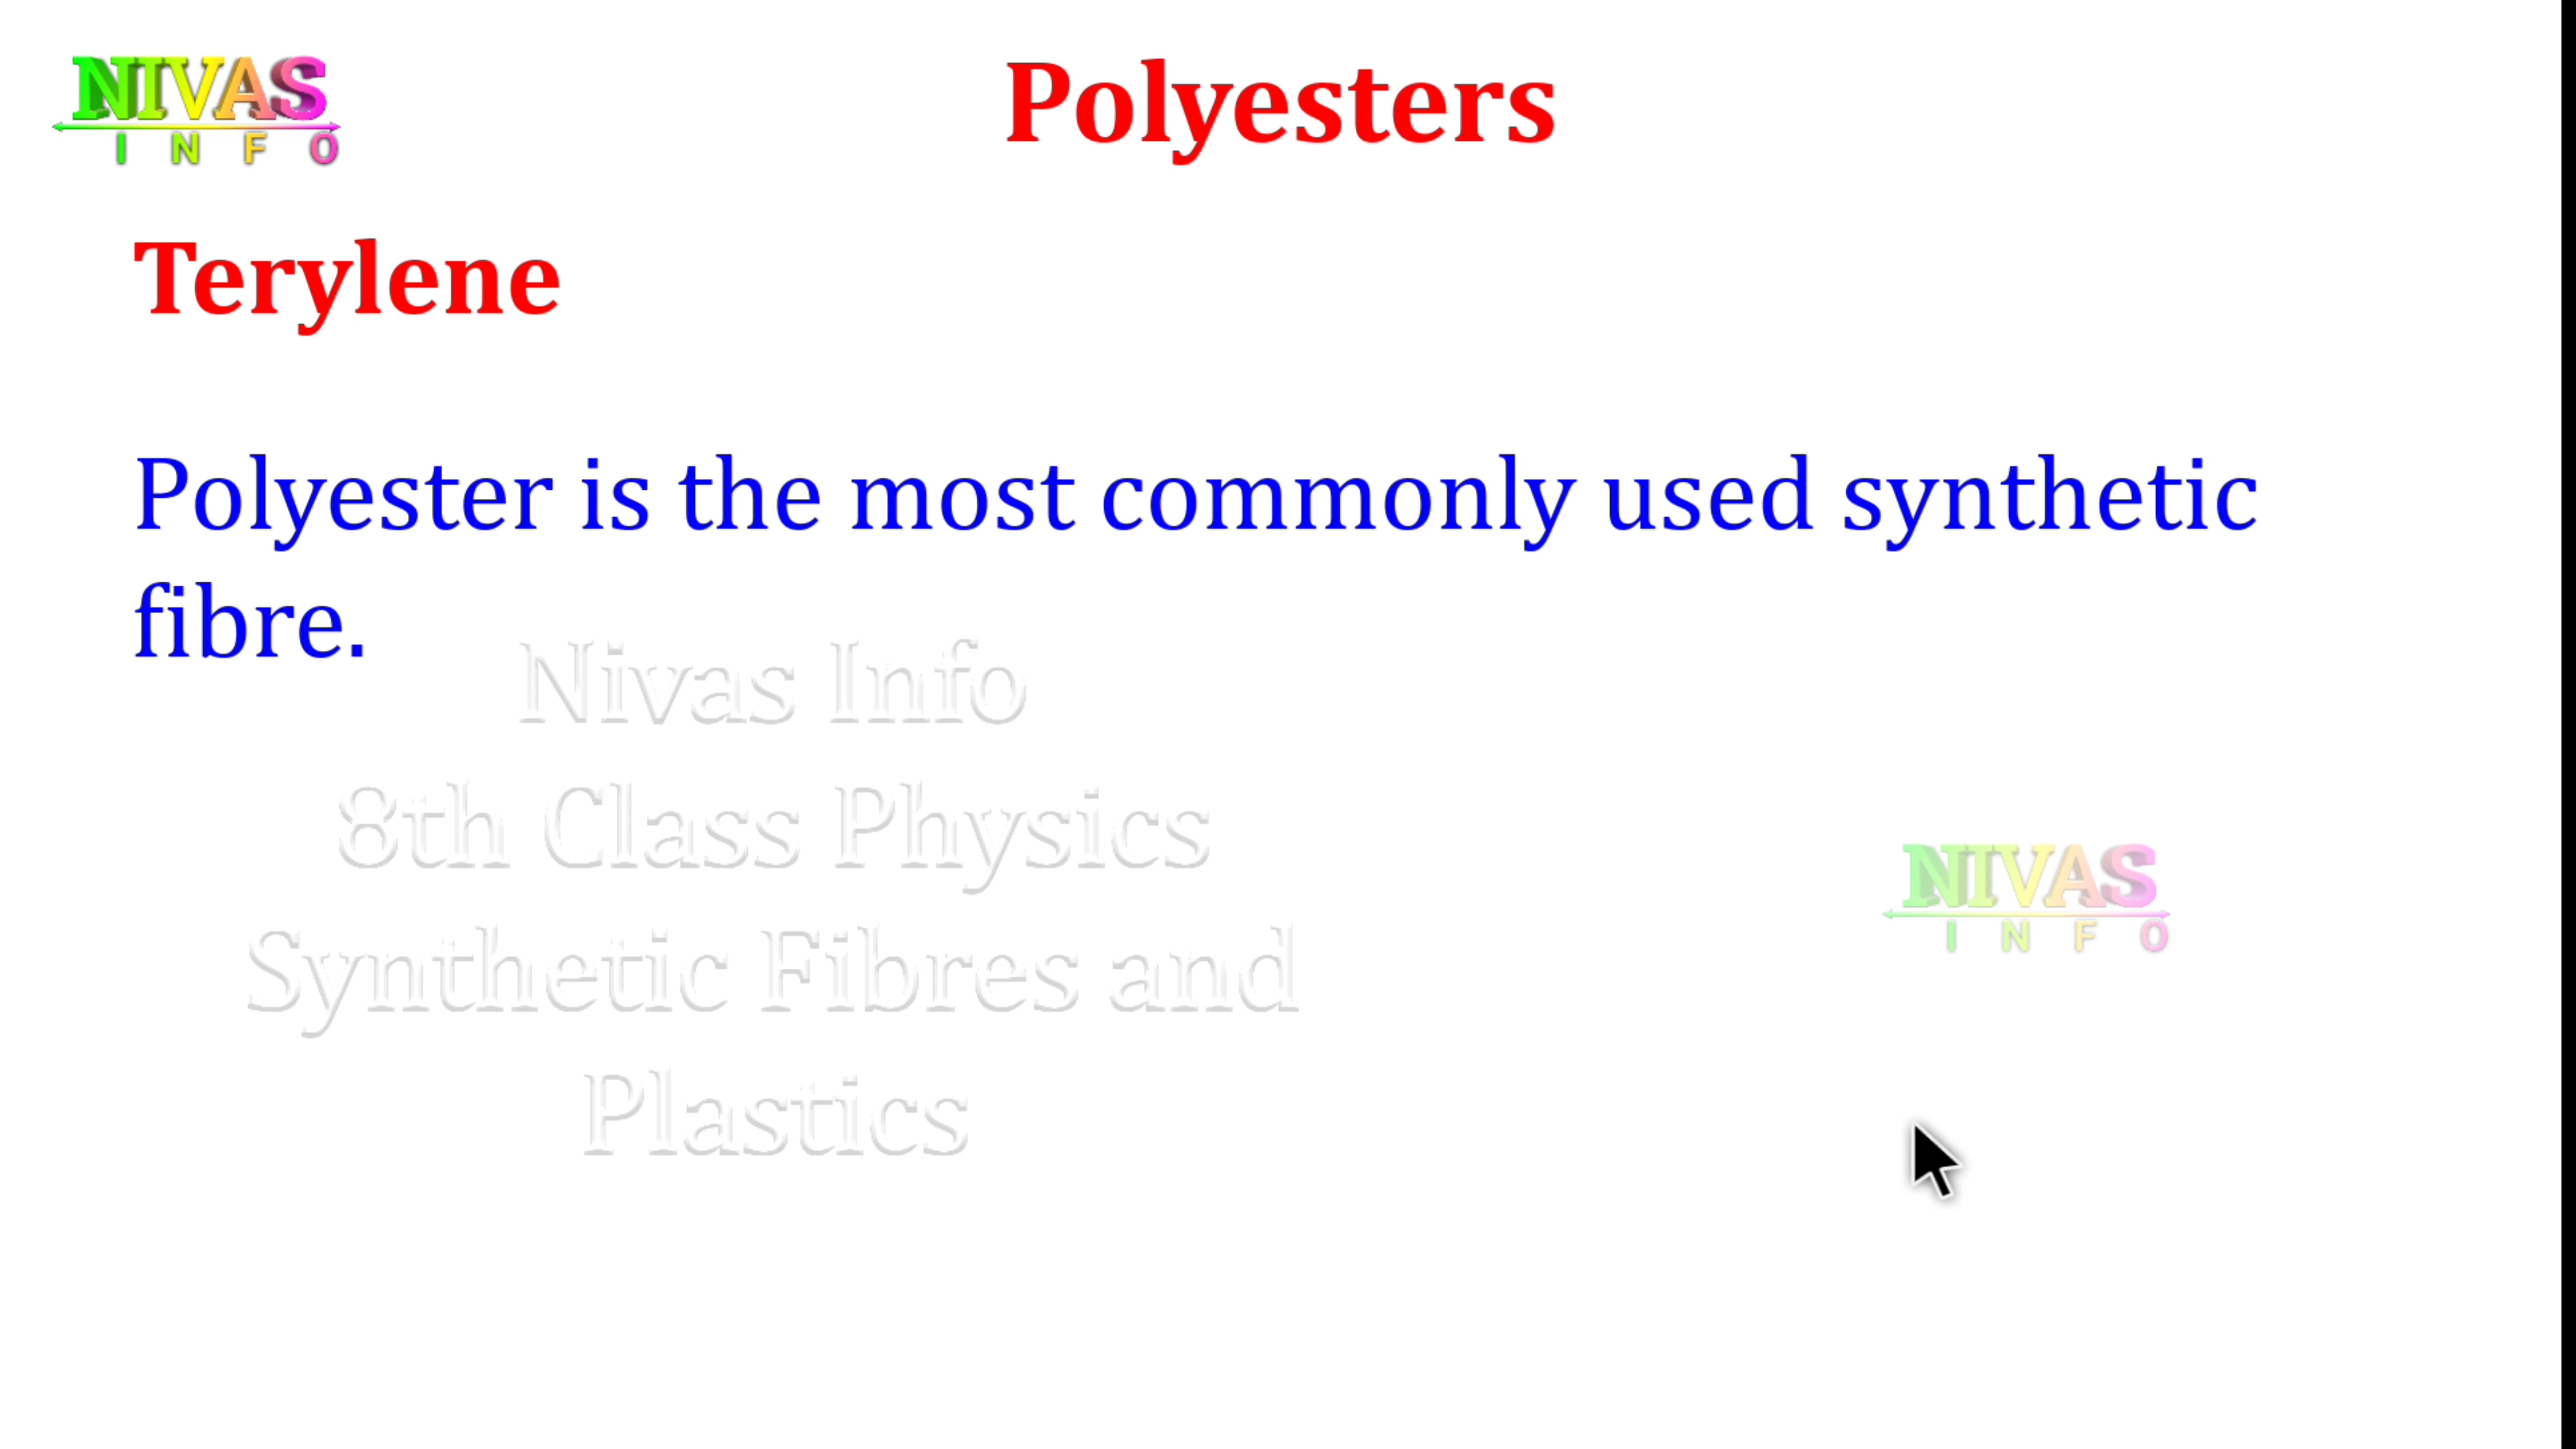 NIVAS
INFO
Polyesters
Terylene
Polyester is the most commonly used synthetic
fibre.
Nivas Info
8th Class Physics
Synthetic Fibres and
Plastics
NIVAS
INFO